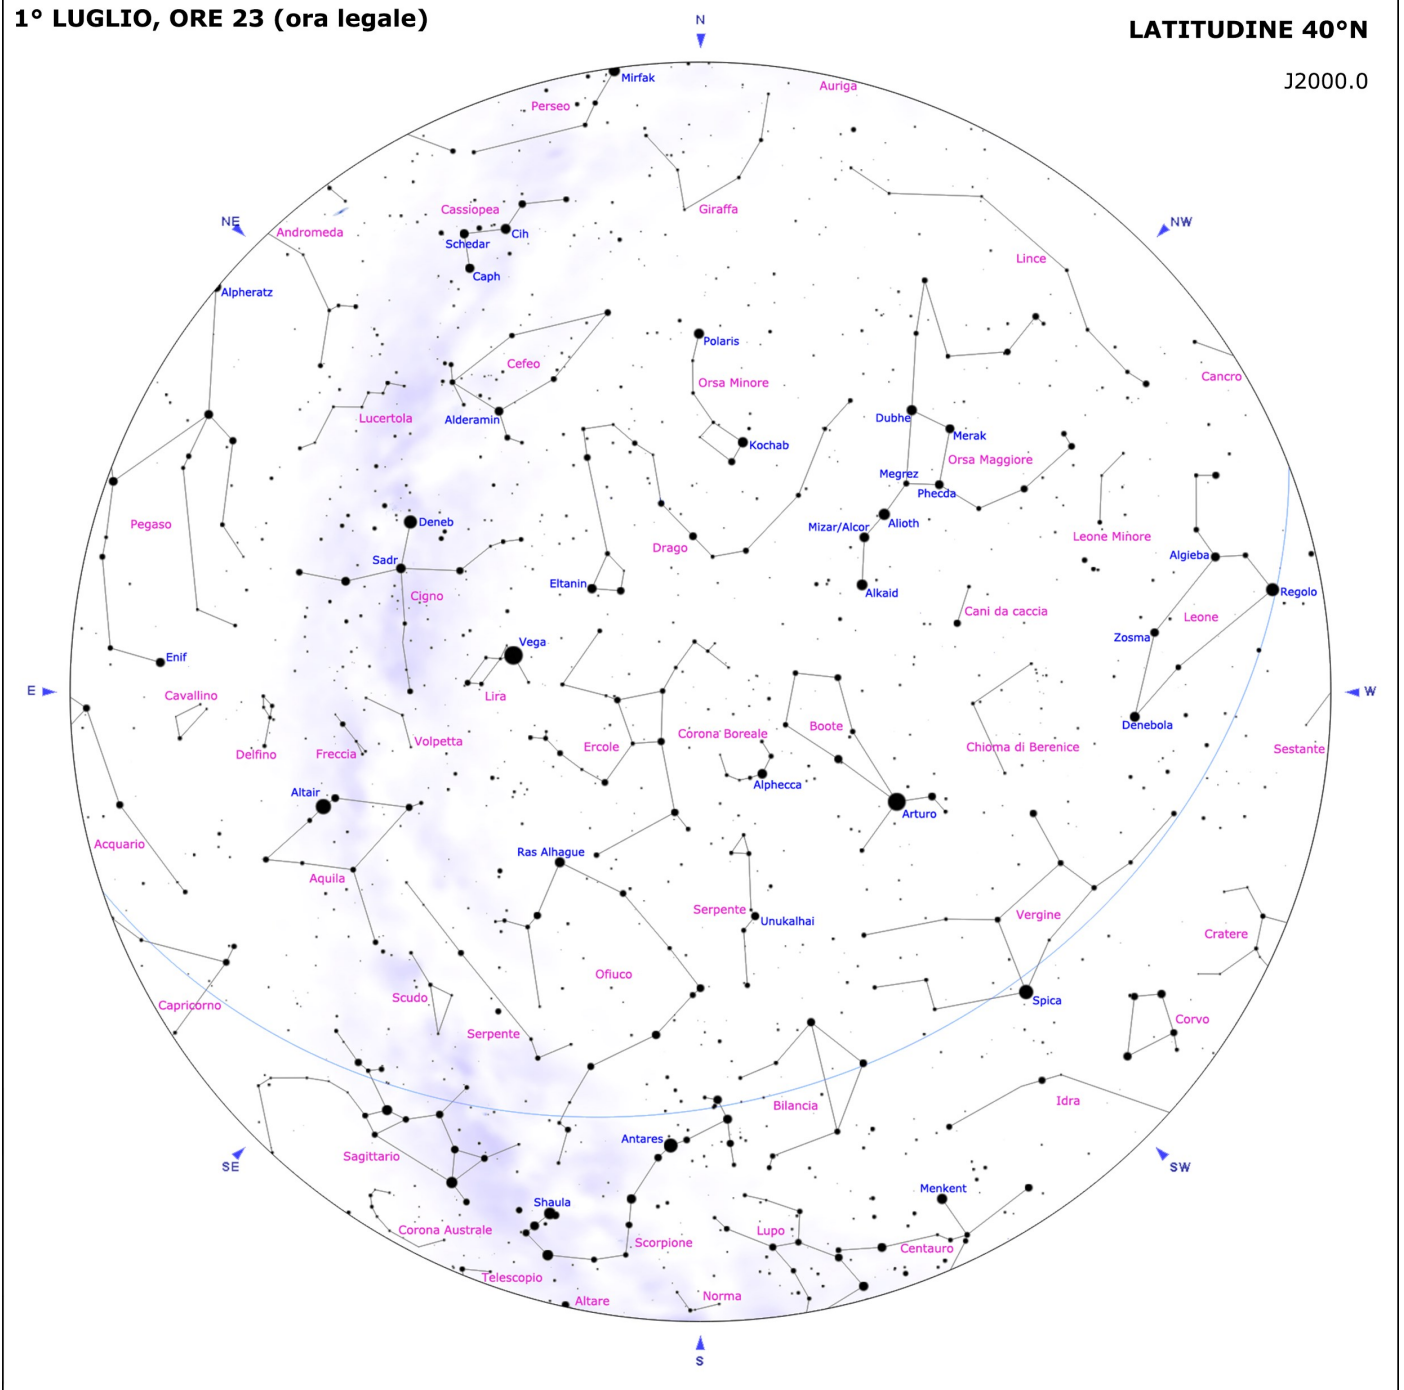 1° LUGLIO, ORE 23 (ora legale)
N
LATITUDINE 40°N
J2000.0
Mirfak
Auriga
Perseo
Cassiopea
Giraffa
NE
NW
Andromeda
Cih
Schedar
Lince
Caph
Alpheratz
Polaris
Cefeo
Cancro
Orsa Minore
Lucertola
Alderamin
Dubhe
Merak
Kochab
Orsa Maggiore
Megrez
Phecda
Pegaso
Deneb
Mizar/Alcor
Alioth
Leone Minore
Drago
Algieba
Sadr
Eltanin
Cigno
Alkaid
Regolo
Cani da caccia
Leone
Zosma
Vega
Enif
E
W
Cavallino
Lira
Denebola
Boote
Corona Boreale
Volpetta
Ercole
Chioma di Berenice
Sestante
Delfino
Freccia
Alphecca
Altair
Arturo
Acquario
Ras Alhague
Aquila
Serpente
Vergine
Unukalhai
Cratere
Ofiuco
Scudo
Spica
Capricorno
Corvo
Serpente
Idra
Bilancia
Antares
Sagittario
SE
SW
Menkent
Shaula
Corona Australe
Lupo
Scorpione
Centauro
Telescopio
Norma
Altare
S